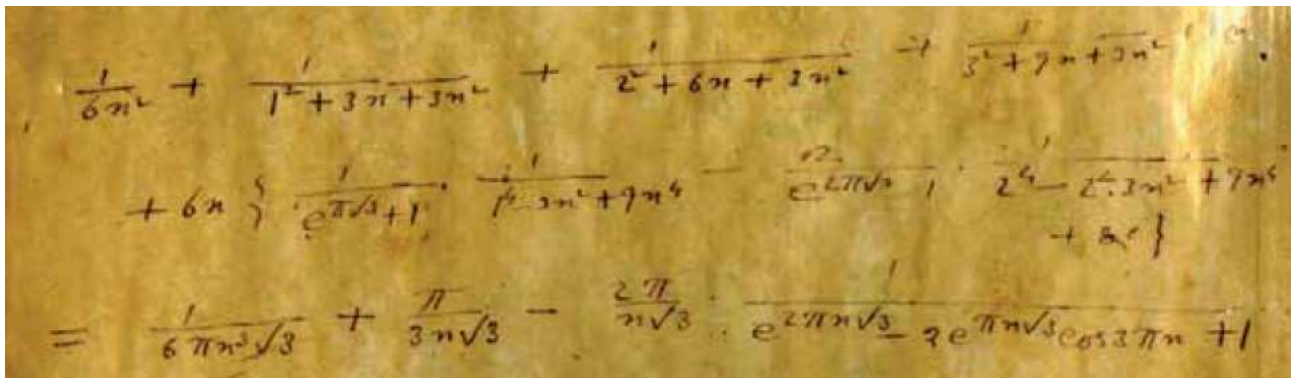 1/6n² + 1/(1² + 3n + 3n²) + 1/(2² + 6n + 3n²) + 1/(3² + 9n + 3n²)
+ 6n { 1/(e^{π√3} + 1) · 1/(1⁴ - 3n² + 9n⁴) - 2/(e^{2π√3} - 1) · 1/(2⁴ - 2²·3n² + 9n⁴)
+ &c }
= 1/(6πn³√3) + π/(3n√3) - 2π/(n√3) · 1/(e^{2πn√3} - 2e^{πn√3} cos 3πn + 1)